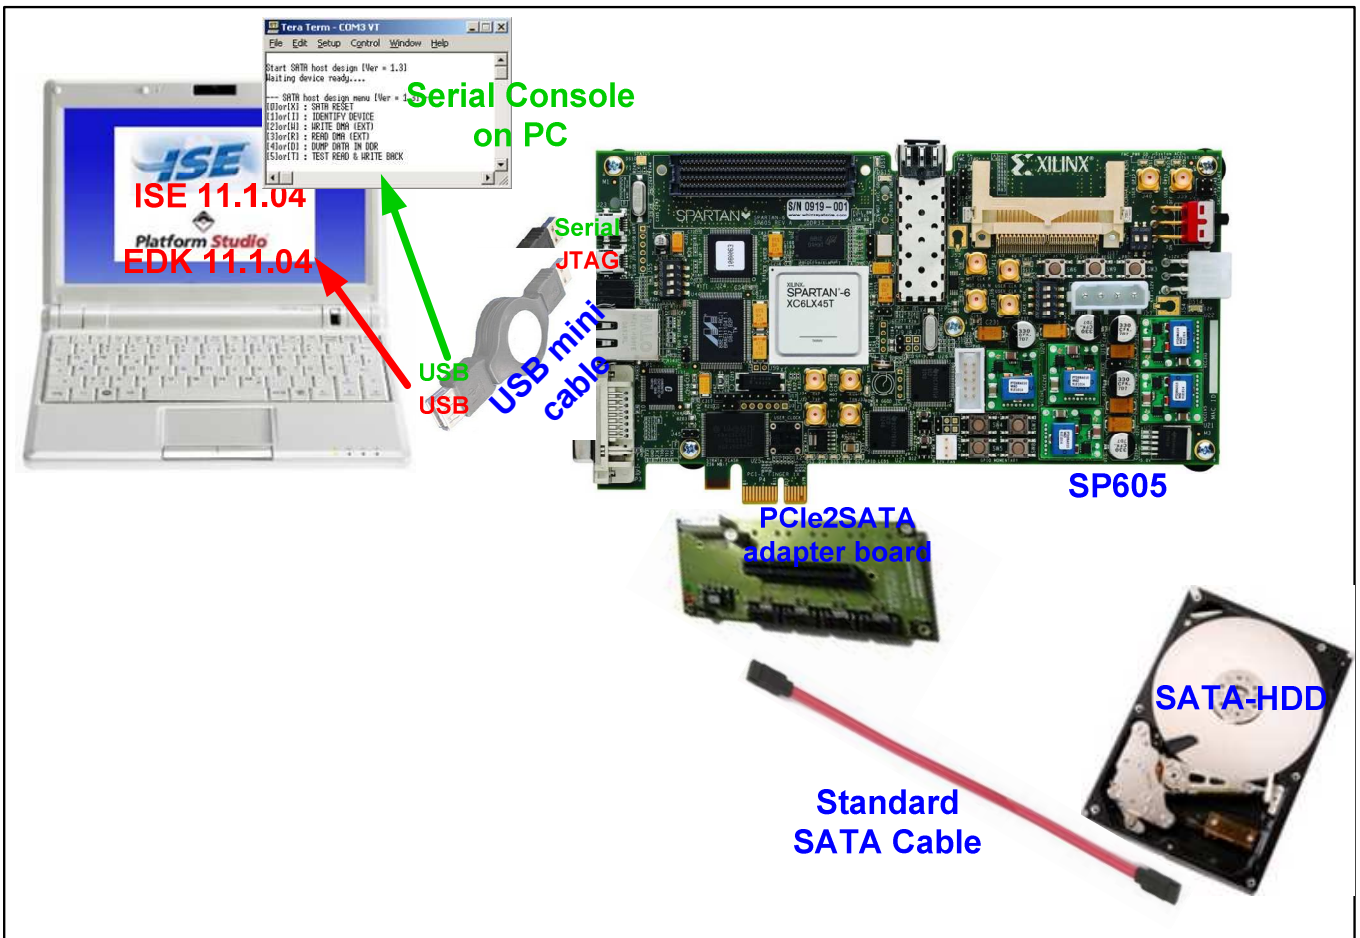 Tera Term - COM3 VT
File Edit Setup Control Window Help
Start SATA host design [Ver = 1.3]
Waiting device ready....
--- SATA host design menu [Ver = 1.3]
[0]or[X] : SATA RESET
[1]or[I] : IDENTIFY DEVICE
[2]or[W] : WRITE DMA (EXT)
[3]or[R] : READ DMA (EXT)
[4]or[D] : DUMP DATA IN DDR
[5]or[T] : TEST READ & WRITE BACK
Serial Console
on PC
ISE
ISE 11.1.04
Platform Studio
EDK 11.1.04
Serial
JTAG
USB
USB
USB mini
cable
XILINX
S/N 0919-001
SPARTAN
XILINX
SPARTAN-6
XC6LX45T
SP605
PCIe2SATA
adapter board
SATA-HDD
Standard
SATA Cable